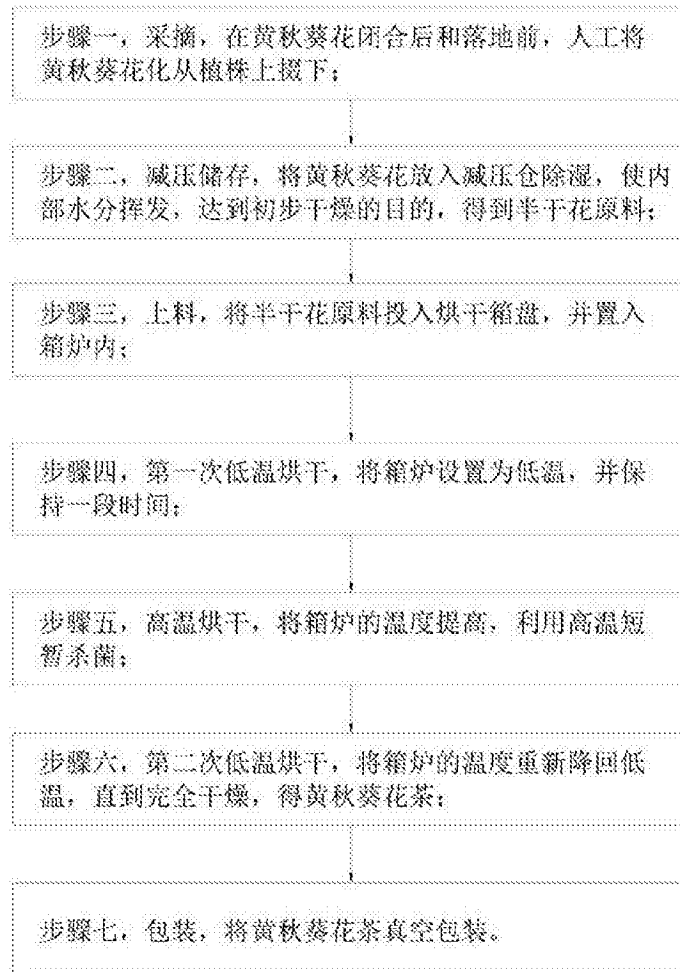 步骤一，采摘，在黄秋葵花闭合后和落地前，人工将
黄秋葵花化从植株上掇下；
步骤二，减压储存，将黄秋葵花放入减压仓除湿，使内
部水分挥发，达到初步干燥的目的，得到半干花原料；
步骤三，上料，将半干花原料投入烘干箱盘，并置入
箱炉内；
步骤四，第一次低温烘干，将箱炉设置为低温，并保
持一段时间；
步骤五，高温烘干，将箱炉的温度提高，利用高温短
暂杀菌；
步骤六，第二次低温烘干，将箱炉的温度重新降回低
温，直到完全干燥，得黄秋葵花茶；
步骤七，包装，将黄秋葵花茶真空包装。